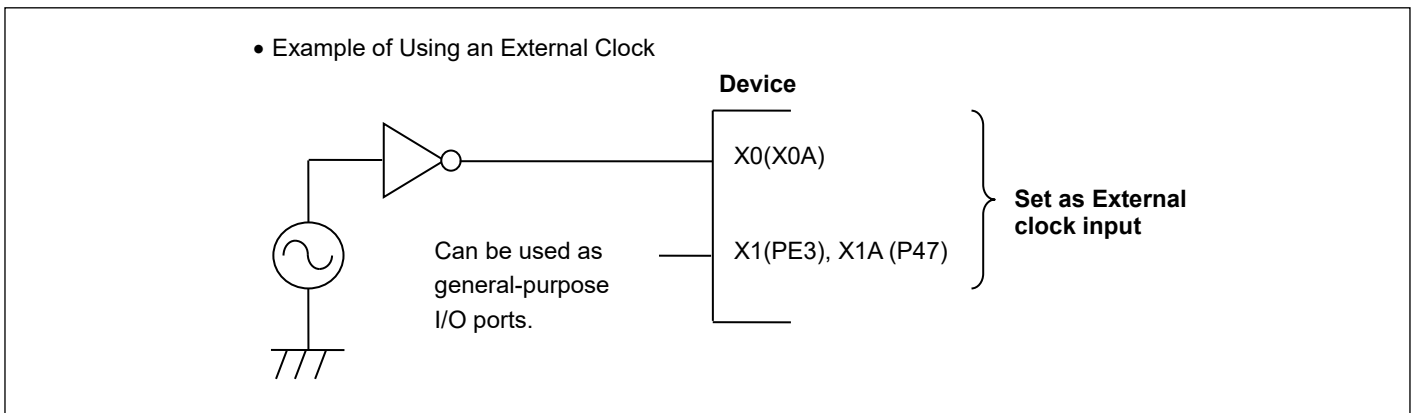 • Example of Using an External Clock
Device
X0(X0A)
Set as External
clock input
Can be used as
general-purpose
I/O ports.
X1(PE3), X1A (P47)